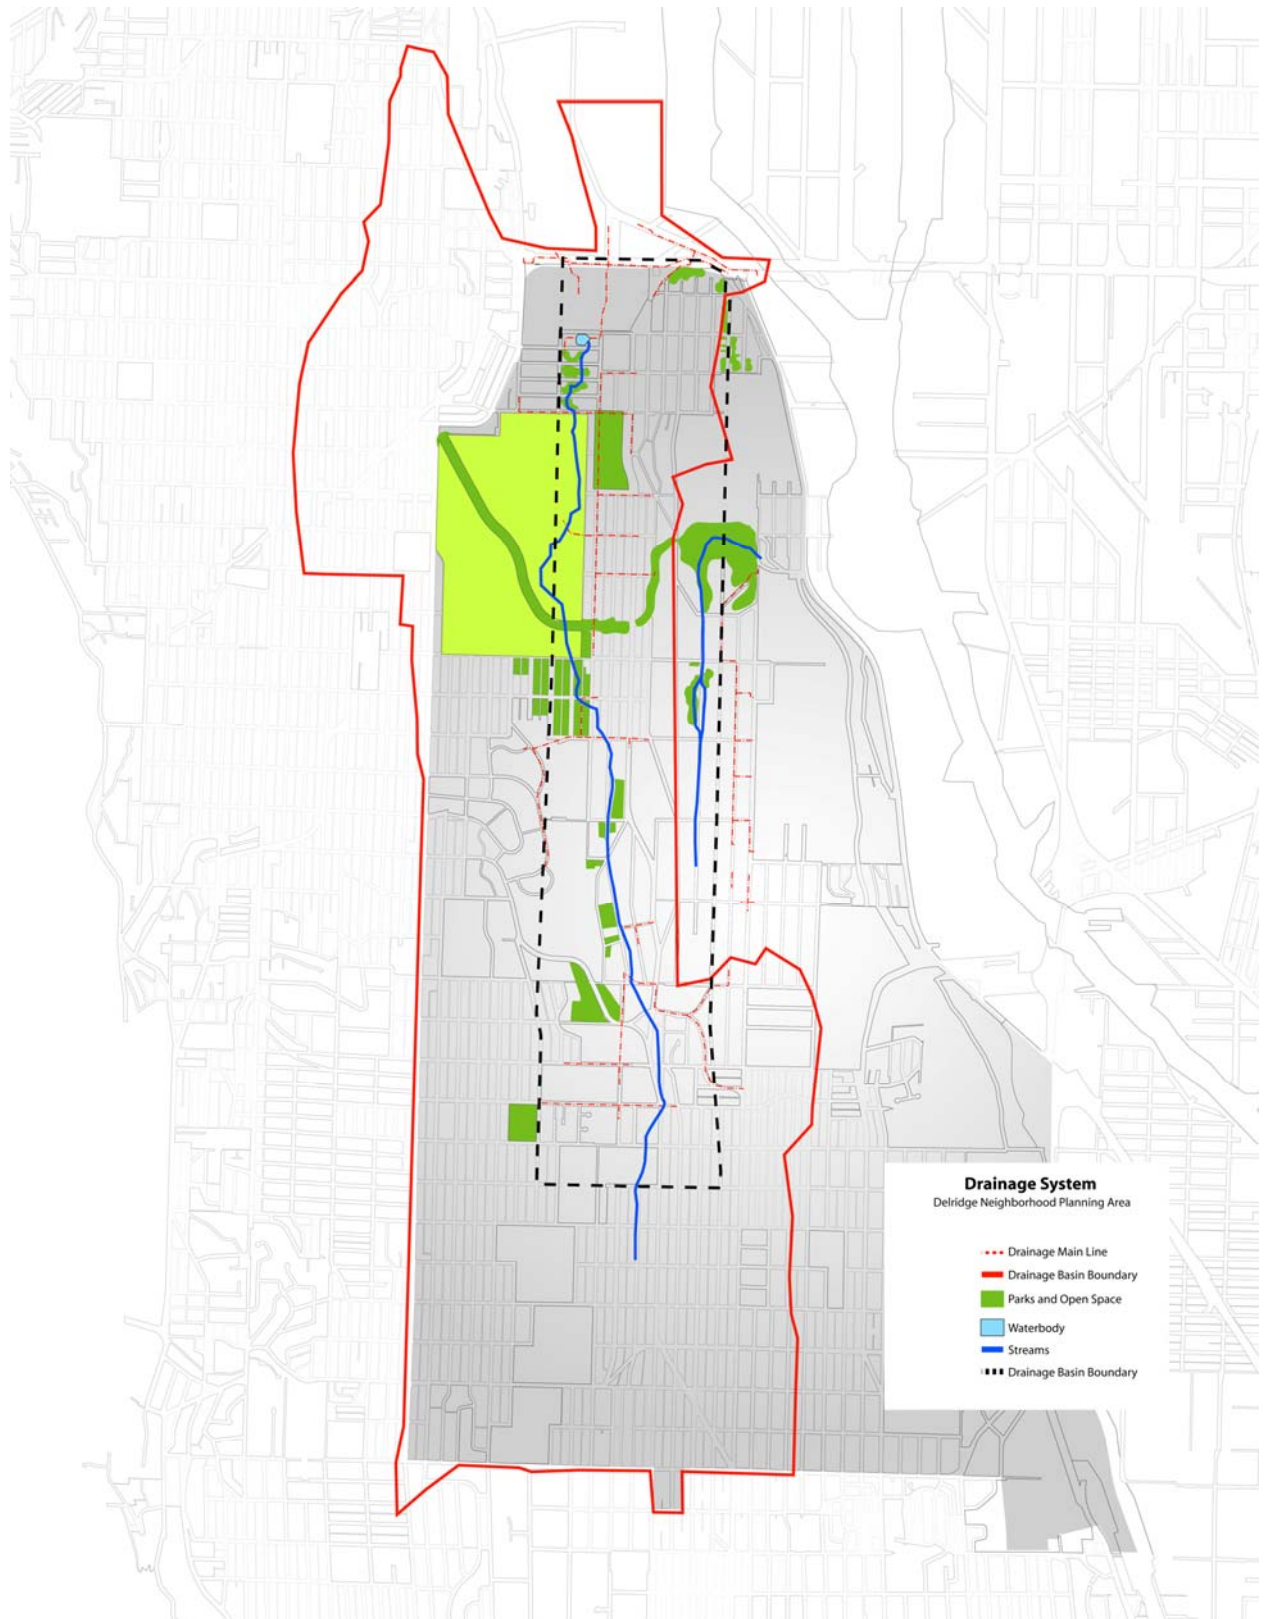 Drainage System
Delridge Neighborhood Planning Area
Drainage Main Line
Drainage Basin Boundary
Parks and Open Space
Waterbody
Streams
Drainage Basin Boundary